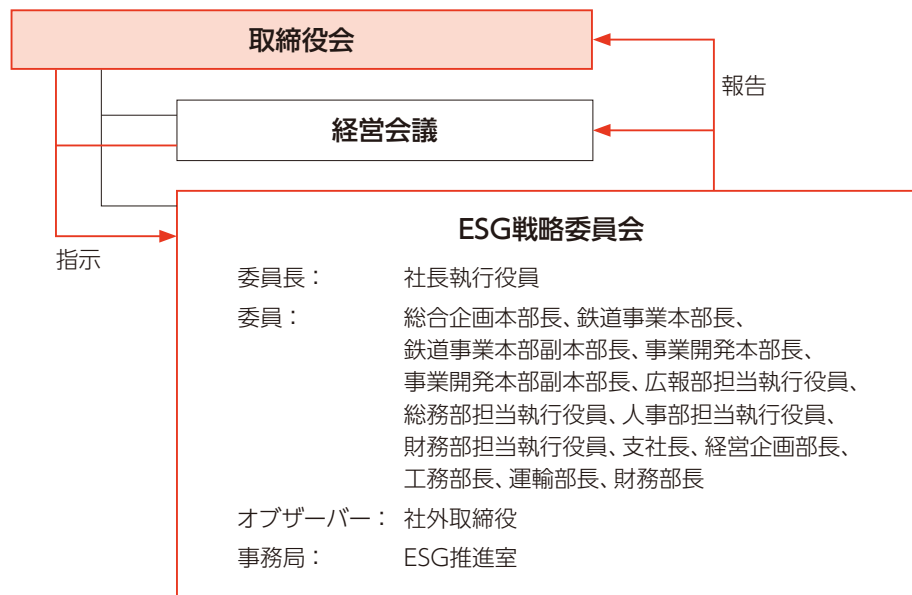 取締役会
報告
経営会議
指示
ESG戦略委員会
委員長： 社長執行役員
委員： 総合企画本部長、鉄道事業本部長、
鉄道事業本部副本部長、事業開発本部長、
事業開発本部副本部長、広報部担当執行役員、
総務部担当執行役員、人事部担当執行役員、
財務部担当執行役員、支社長、経営企画部長、
工務部長、運輸部長、財務部長
オブザーバー： 社外取締役
事務局： ESG推進室